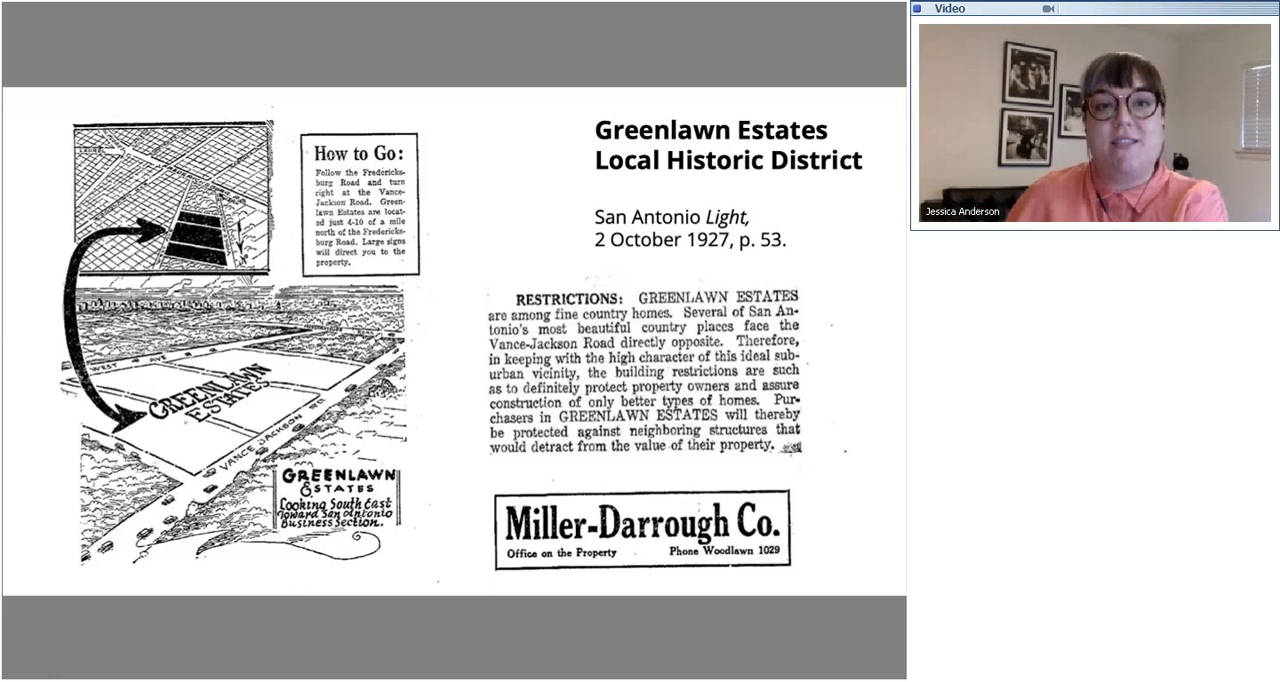 Greenlawn Estates
Local Historic District
San Antonio Light,
2 October 1927, p. 53.
How to Go:
Follow the Fredericks-
burg Road and turn
right at the Vance-
Jackson Road. Green-
lawn Estates are locat-
ed just 4-10 of a mile
north of the Fredericks-
burg Road. Large signs
will direct you to the
property.
WEST AVE
GREENLAWN
ESTATES
VANCE JACKSON RD
GREENLAWN
ESTATES
Looking South East
Toward San Antonio
Business Section.
RESTRICTIONS: GREENLAWN ESTATES
are among fine country homes. Several of San An-
tonio's most beautiful country places face the
Vance-Jackson Road directly opposite. Therefore,
in keeping with the high character of this ideal sub-
urban vicinity, the building restrictions are such
as to definitely protect property owners and assure
construction of only better types of homes. Pur-
chasers in GREENLAWN ESTATES will thereby
be protected against neighboring structures that
would detract from the value of their property.
Miller-Darrough Co.
Office on the Property Phone Woodlawn 1029
Video
Jessica Anderson